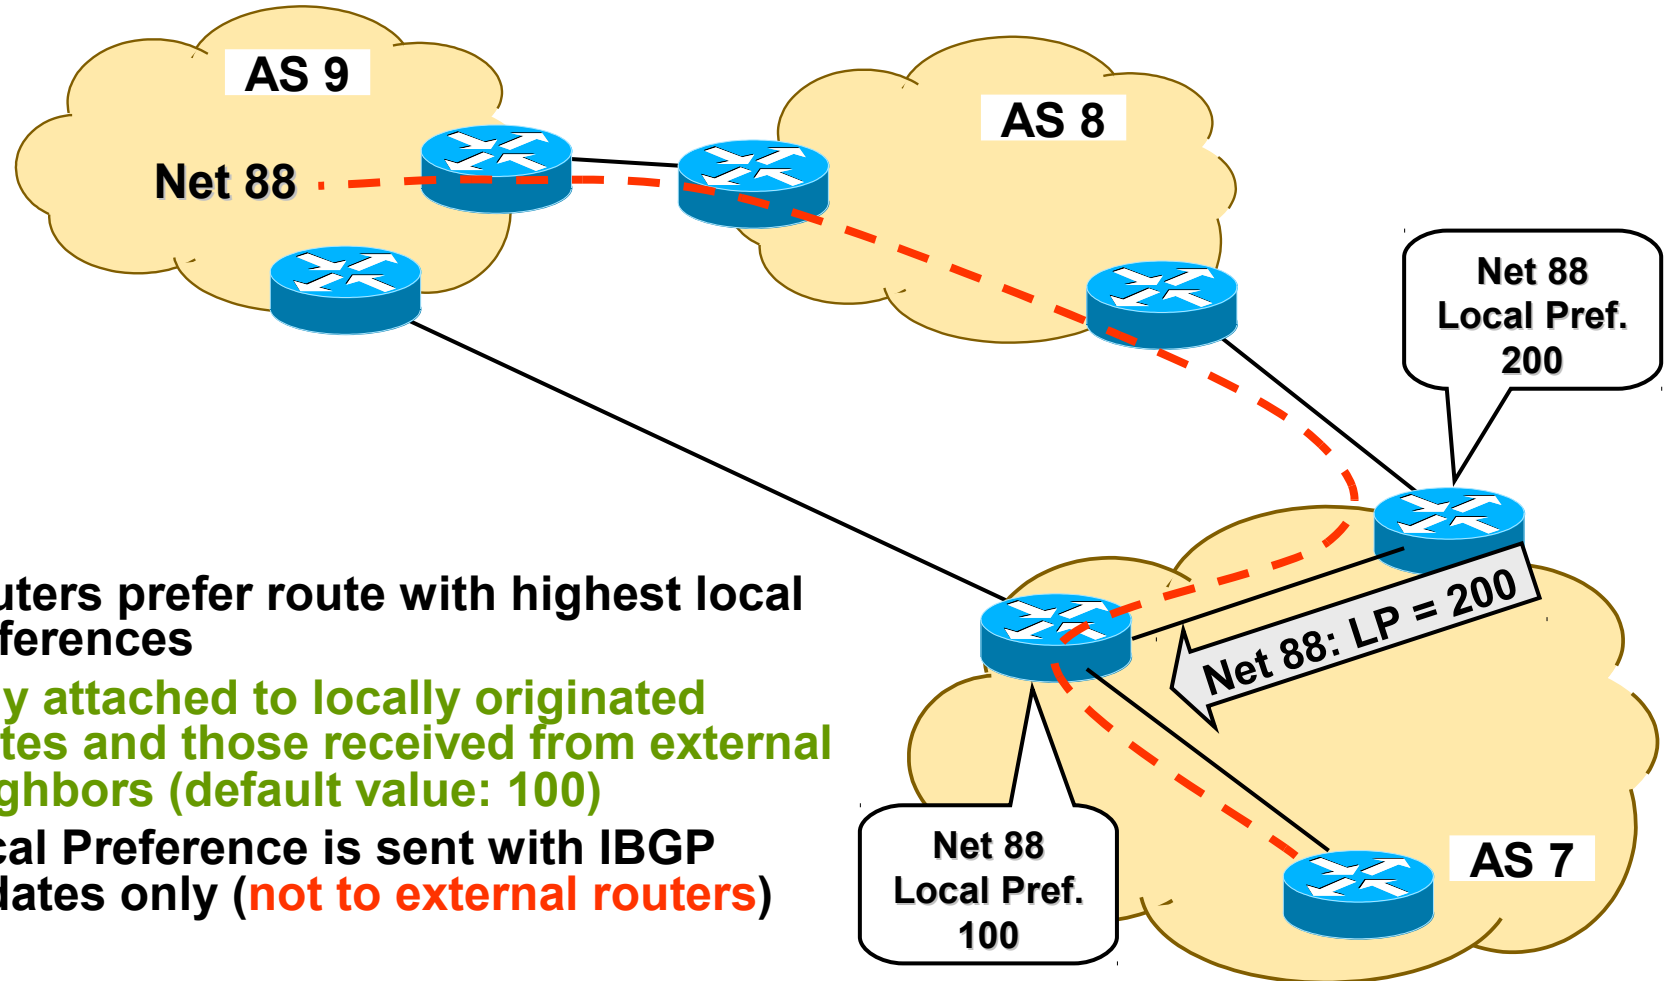 AS 9
AS 8
Net 88
Net 88
Local Pref.
200
uters prefer route with highest local
ferences
y attached to locally originated
tes and those received from external
ghbors (default value: 100)
cal Preference is sent with IBGP
dates only (not to external routers)
Net 88: LP = 200
Net 88
Local Pref.
100
AS 7